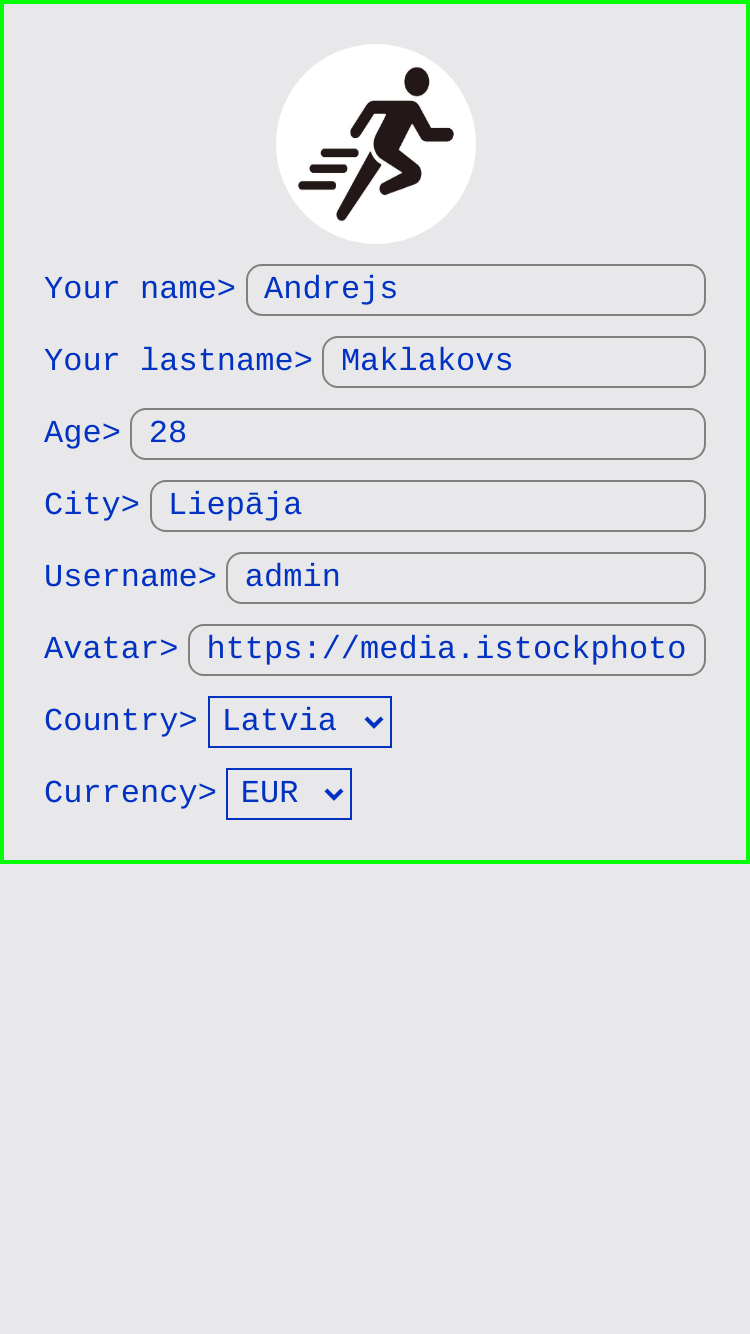 Your name> Andrejs
Your lastname> Maklakovs
Age> 28
City> Liepāja
Username> admin
Avatar> https://media.istockphoto
Country> Latvia
Currency> EUR